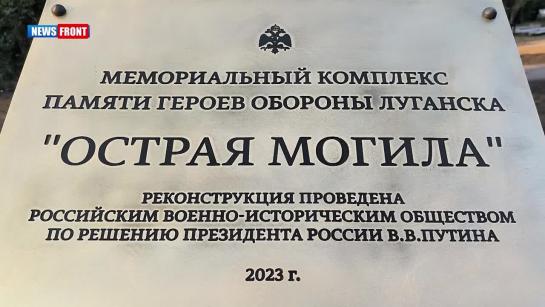 NEWS FRONT
МЕМОРИАЛЬНЫЙ КОМПЛЕКС
ПАМЯТИ ГЕРОЕВ ОБОРОНЫ ЛУГАНСКА
"ОСТРАЯ МОГИЛА"
РЕКОНСТРУКЦИЯ ПРОВЕДЕНА
РОССИЙСКИМ ВОЕННО-ИСТОРИЧЕСКИМ ОБЩЕСТВОМ
ПО РЕШЕНИЮ ПРЕЗИДЕНТА РОССИИ В.В.ПУТИНА
2023 г.